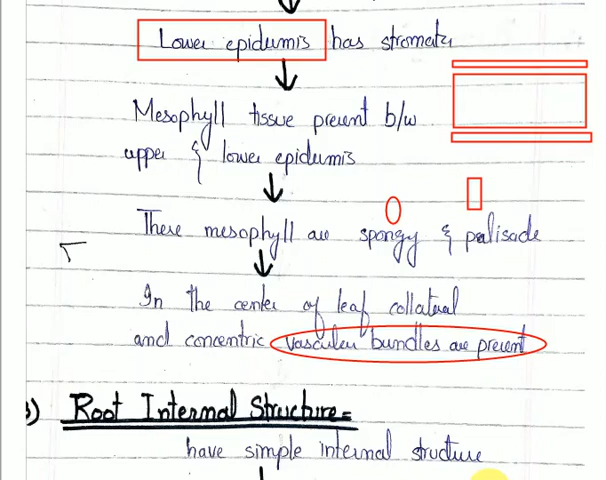 Lower epidermis has stromata
Mesophyll tissue present b/w
upper & lower epidermis
These mesophyll are spongy & palisade
In the center of leaf collateral
and concentric vascular bundles are present
) Root Internal Structure=
have simple internal structure